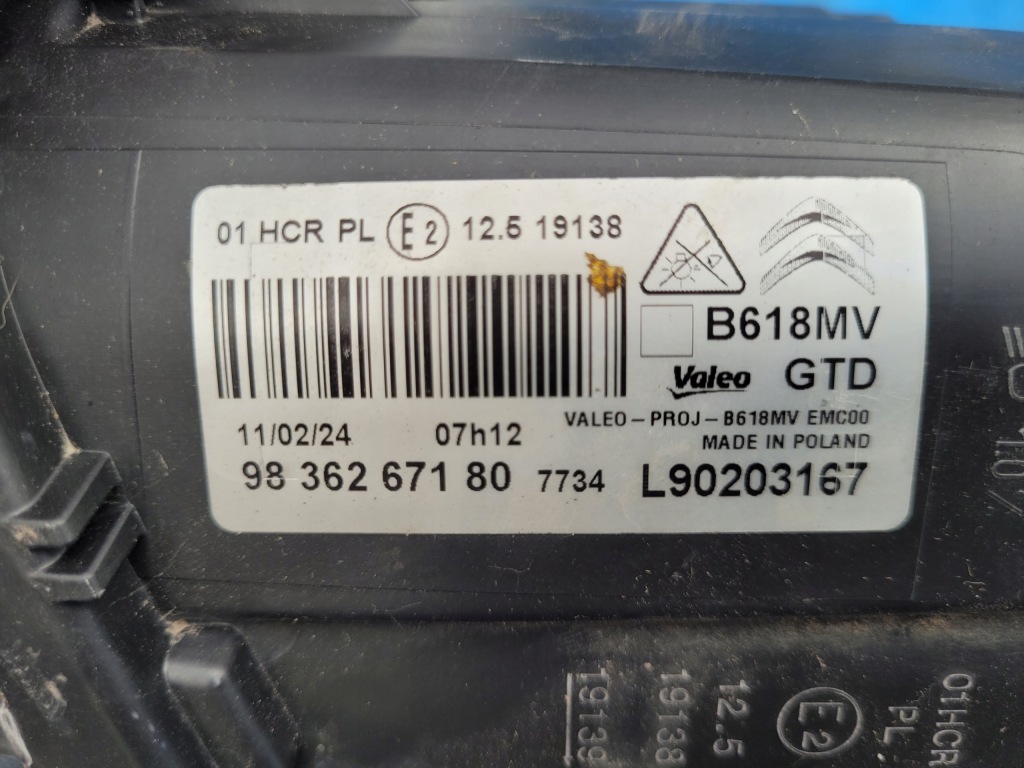 01 HCR PL E2 12.5 19138
B618MV
Valeo GTD
VALEO-PROJ-B618MV EMC00
MADE IN POLAND
11/02/24 07h12
98 362 671 80 7734 L90203167
01HCR
PL
E2
12.5
19138
19139